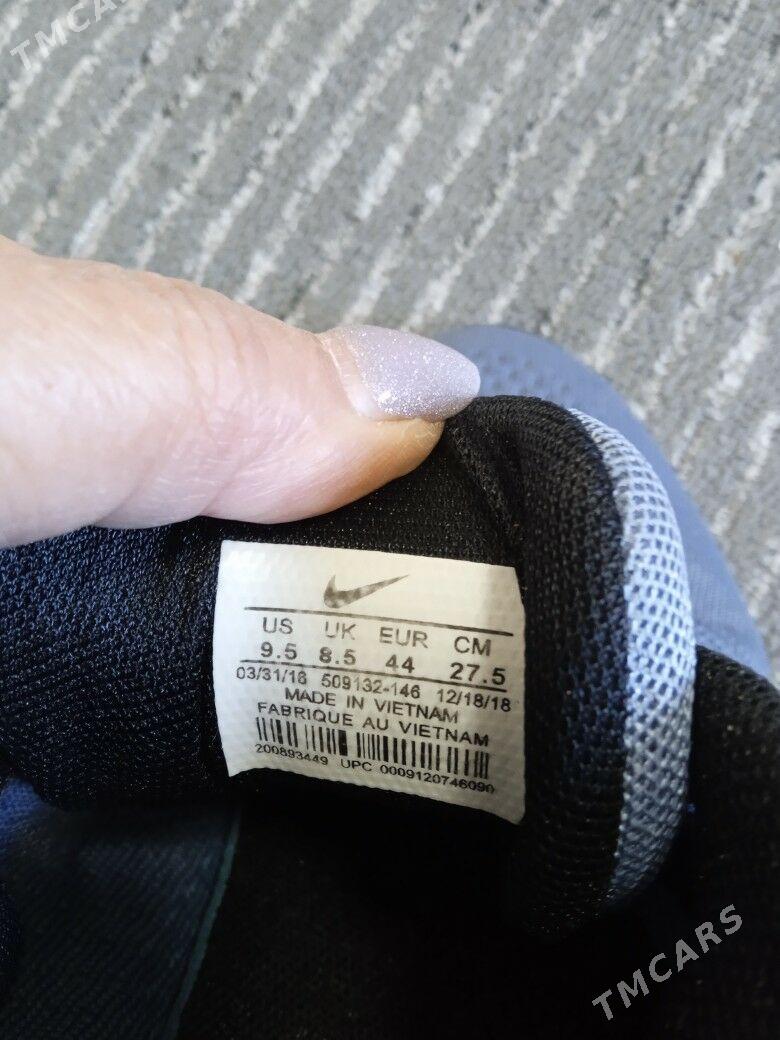 TMCARS
US UK EUR CM
9.5 8.5 44 27.5
03/31/18 509132-146 12/18/18
MADE IN VIETNAM
FABRIQUE AU VIETNAM
200893449 UPC 0009120746090
TMCARS